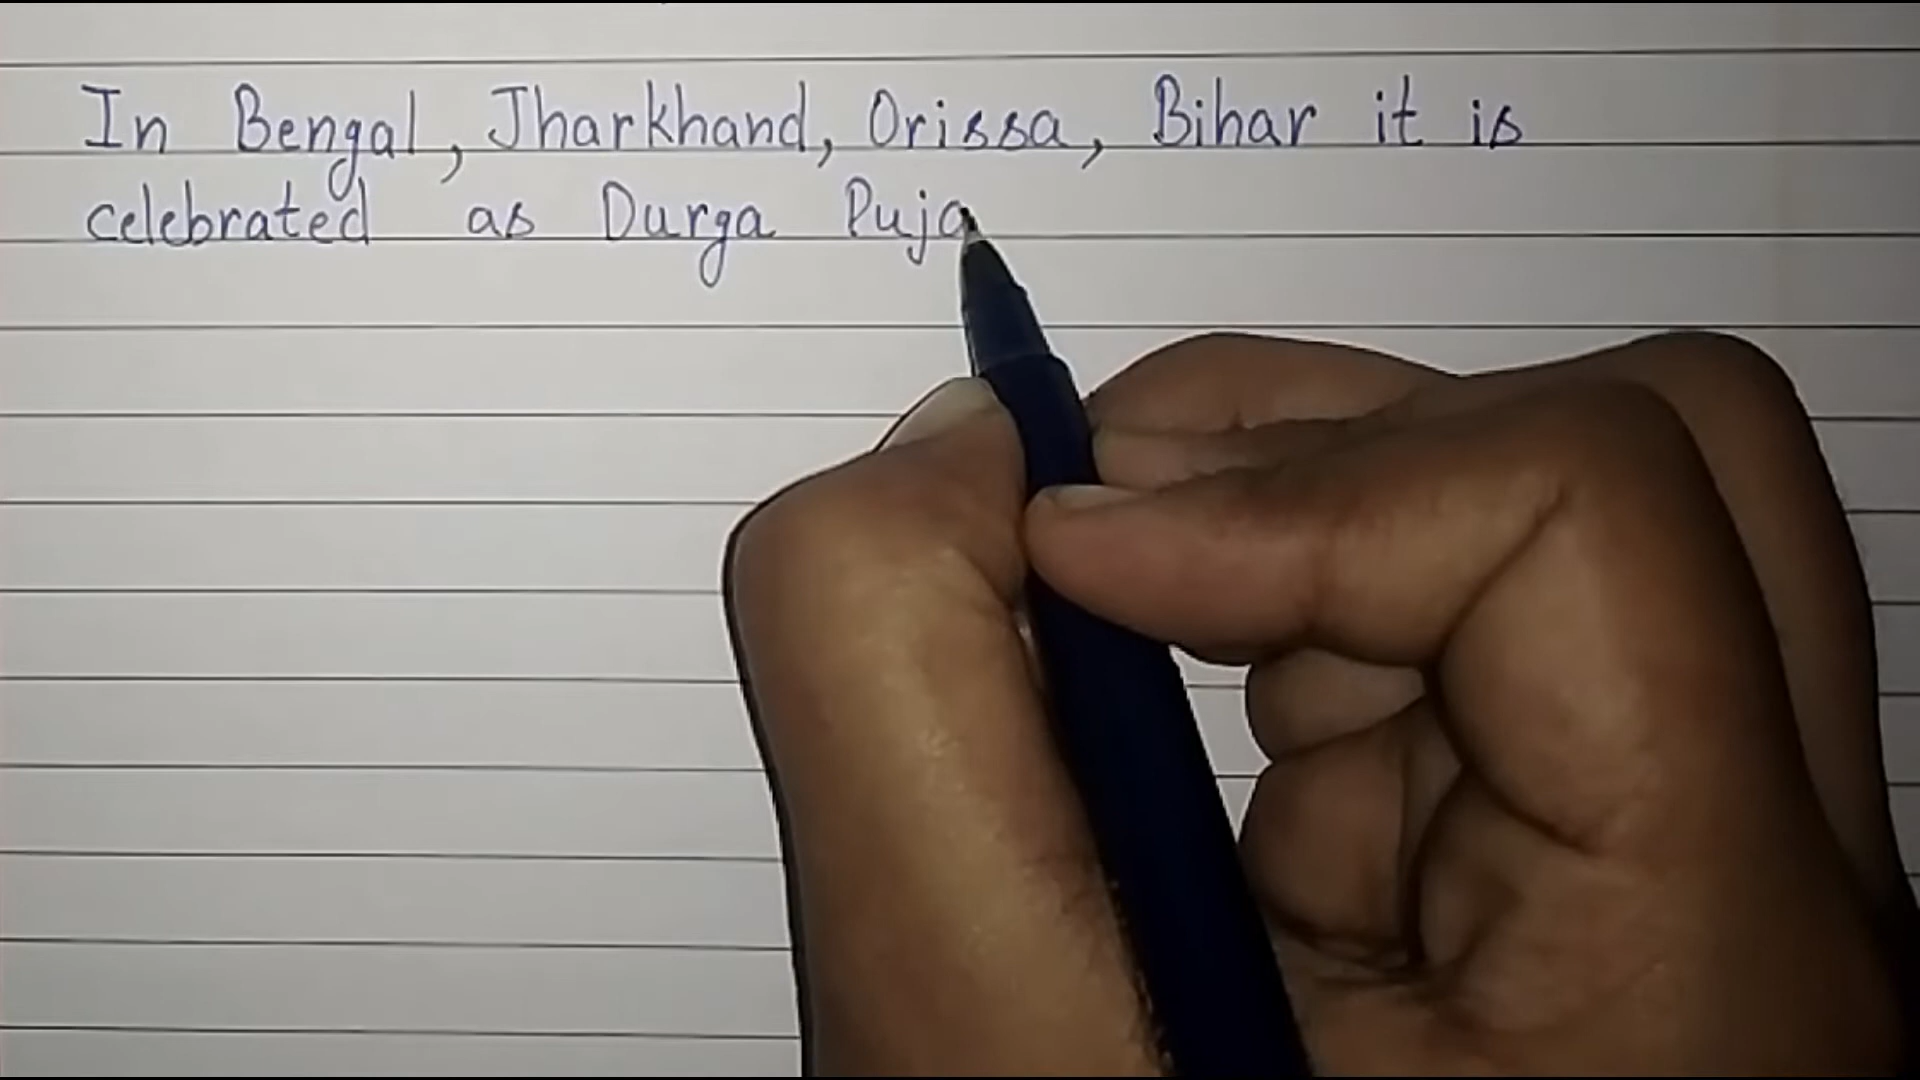 In Bengal, Jharkhand, Orissa, Bihar it is
celebrated as Durga Puja